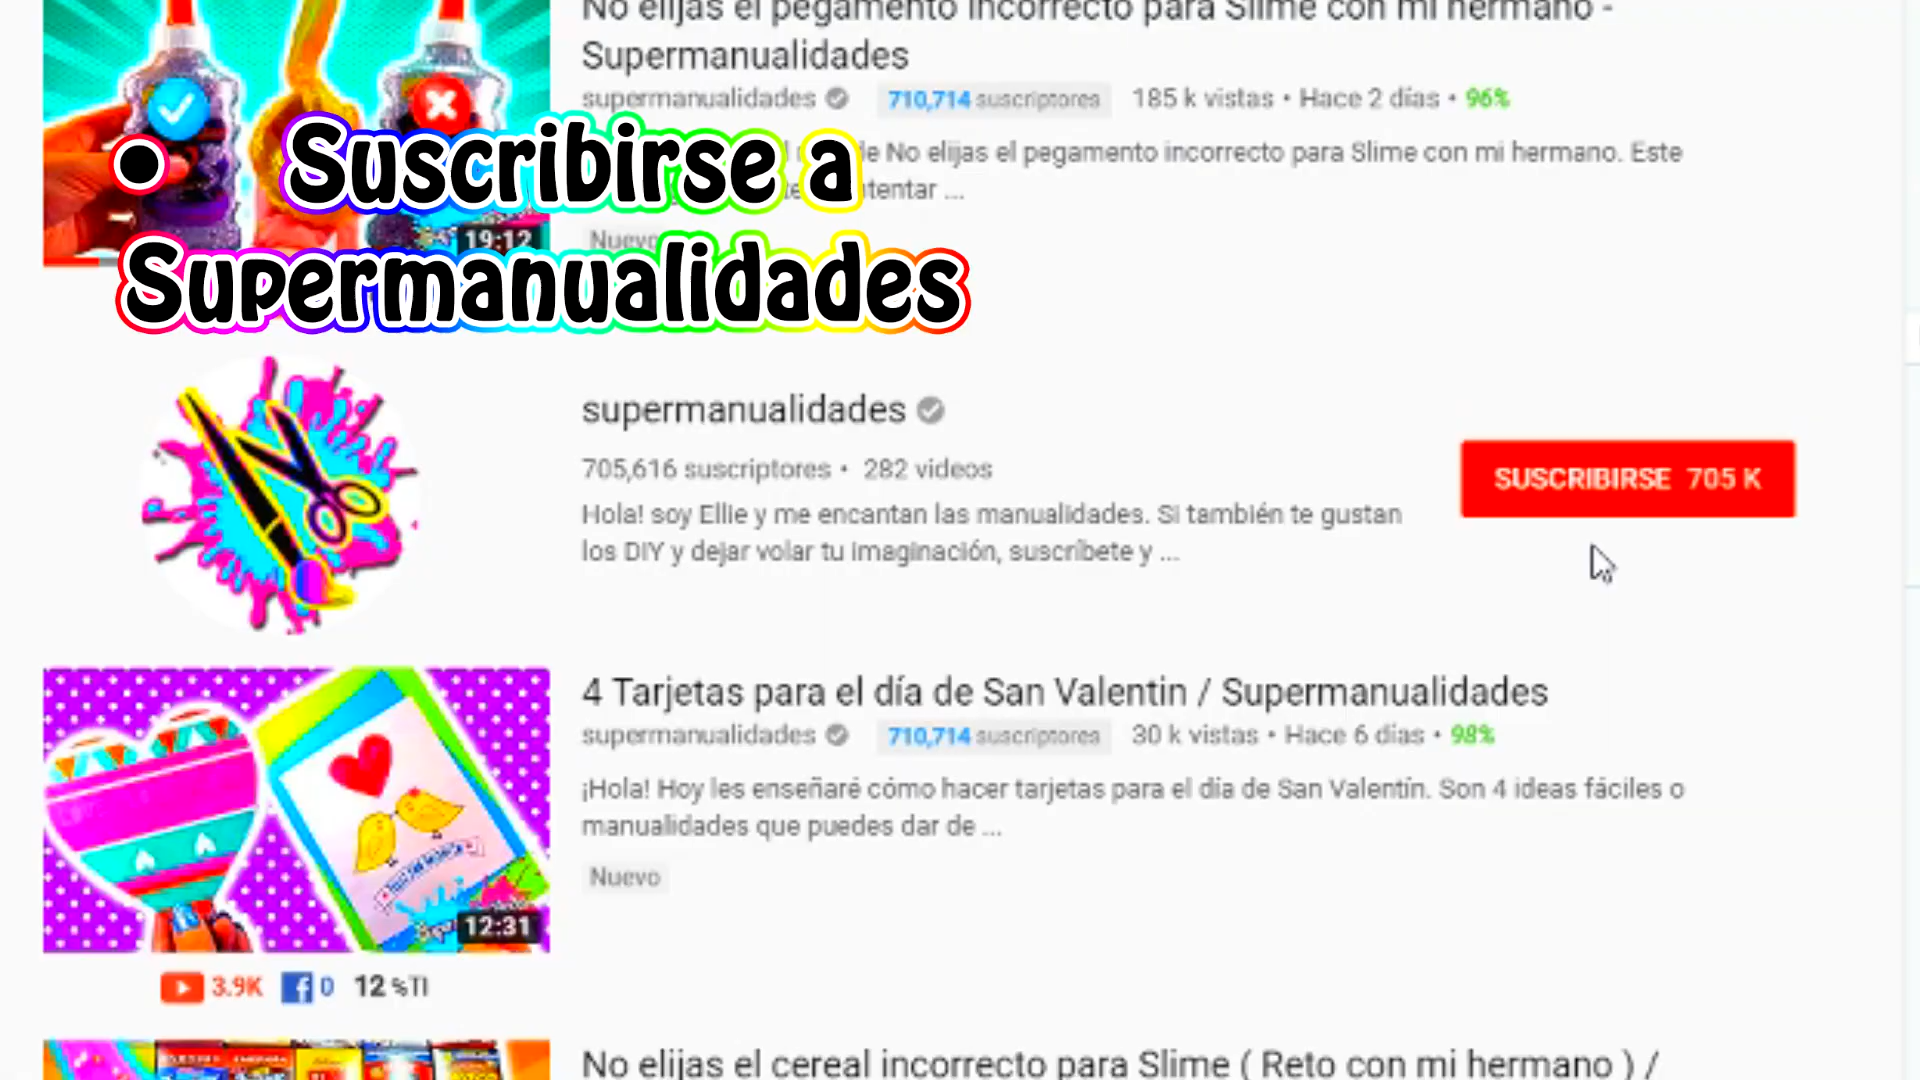 No elijas el pegamento incorrecto para Slime con mi hermano -
Supermanualidades
supermanualidades 710,714 suscriptores 185 k vistas • Hace 2 días • 96%
de No elijas el pegamento incorrecto para Slime con mi hermano. Este
intentar ...
19:12
Nuevo
• Suscribirse a
Supermanualidades
supermanualidades
705,616 suscriptores • 282 videos
SUSCRIBIRSE 705 K
Hola! soy Ellie y me encantan las manualidades. Si también te gustan
los DIY y dejar volar tu imaginación, suscríbete y ...
4 Tarjetas para el día de San Valentin / Supermanualidades
supermanualidades 710,714 suscriptores 30 k vistas • Hace 6 días • 98%
¡Hola! Hoy les enseñaré cómo hacer tarjetas para el día de San Valentín. Son 4 ideas fáciles o
manualidades que puedes dar de ...
Nuevo
12:31
3.9K 0 12 %TI
No elijas el cereal incorrecto para Slime ( Reto con mi hermano ) /